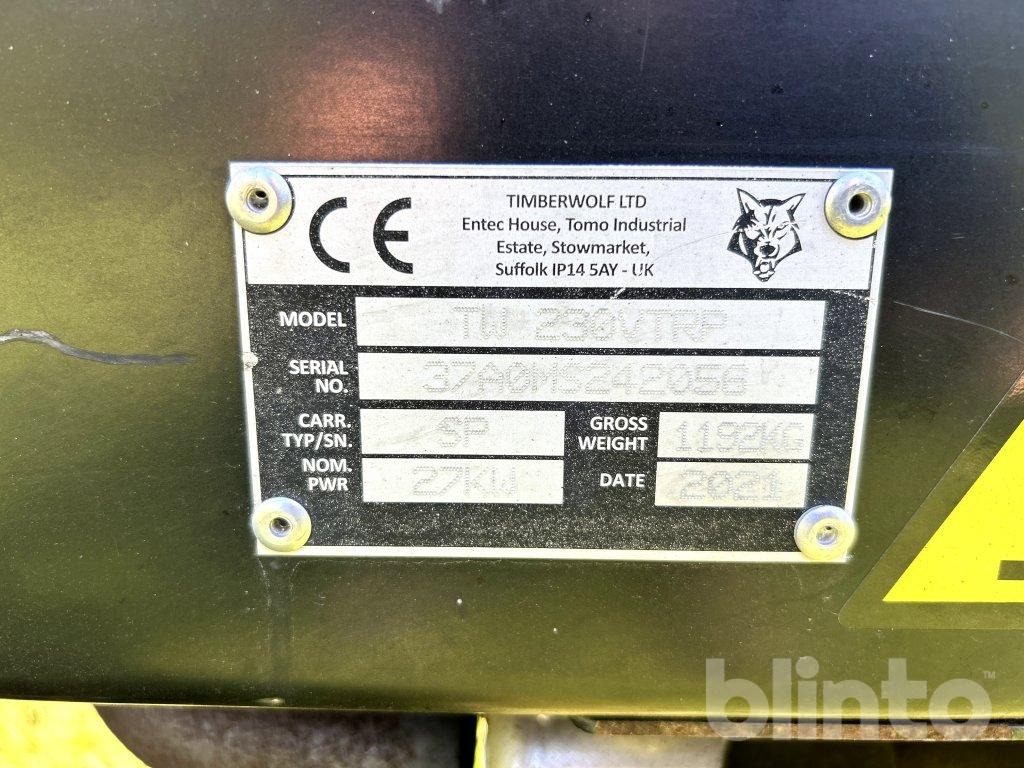 CE
TIMBERWOLF LTD
Entec House, Tomo Industrial
Estate, Stowmarket,
Suffolk IP14 5AY - UK
MODEL TW 230VTRP
SERIAL NO. 37A0MS242056
CARR. TYP/SN. SP
GROSS WEIGHT 1192KG
NOM. PWR 27KW
DATE 2021
blinto™